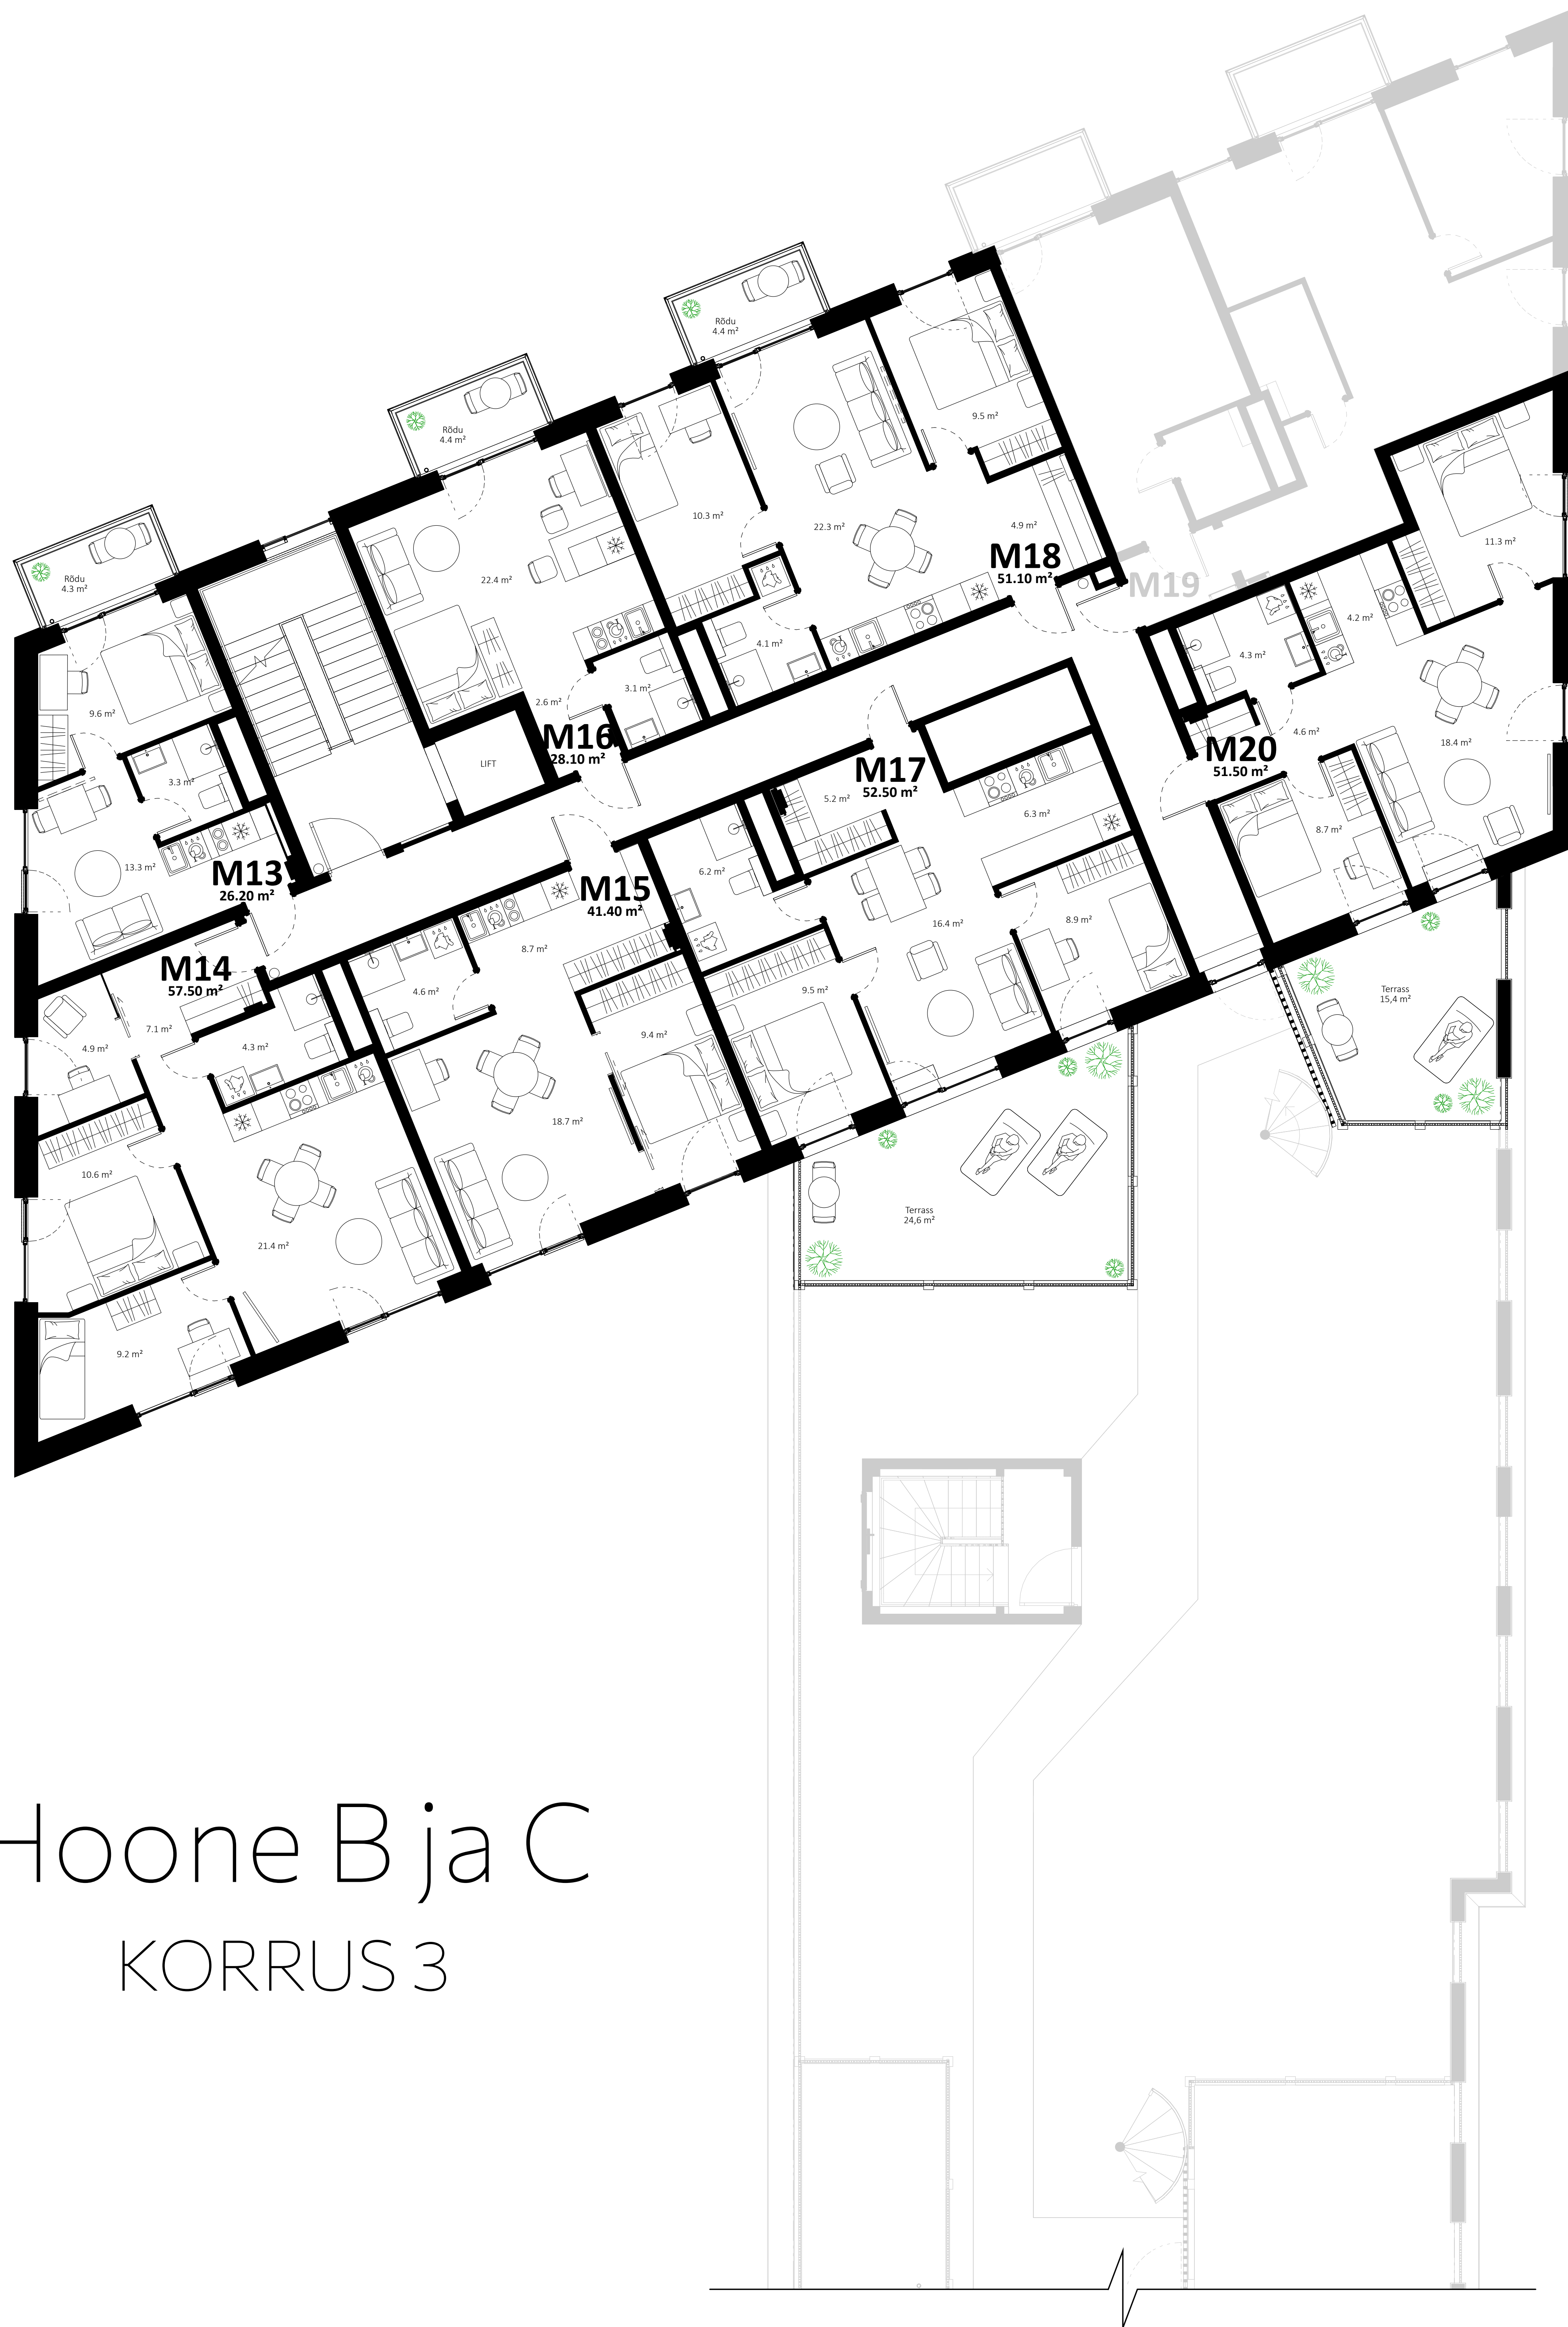 Rõdu
4.4 m²
9.5 m²
Rõdu
4.4 m²
10.3 m²
22.3 m²
4.9 m²
M18
51.10 m²
M19
11.3 m²
Rõdu
4.3 m²
22.4 m²
4.1 m²
4.2 m²
4.3 m²
3.1 m²
2.6 m²
9.6 m²
M16
28.10 m²
LIFT
4.6 m²
18.4 m²
M20
51.50 m²
3.3 m²
M17
52.50 m²
5.2 m²
6.3 m²
8.7 m²
13.3 m²
M13
26.20 m²
6.2 m²
M15
41.40 m²
16.4 m²
8.9 m²
8.7 m²
M14
57.50 m²
4.6 m²
9.5 m²
Terrass
15,4 m²
7.1 m²
4.9 m²
4.3 m²
9.4 m²
18.7 m²
10.6 m²
Terrass
24,6 m²
21.4 m²
9.2 m²
Hoone B ja C
KORRUS 3